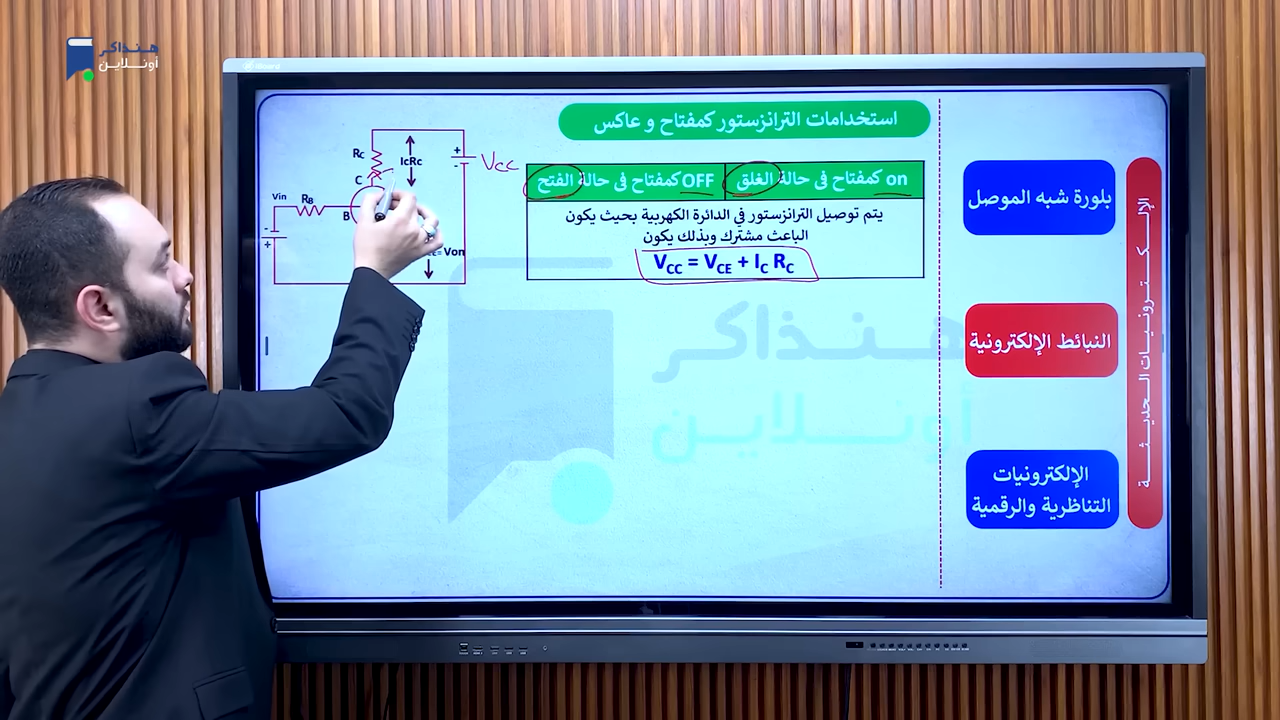 هنذاكر
أونلاين
استخدامات الترانزستور كمفتاح و عاكس
on كمفتاح فى حالة الغلق
OFF كمفتاح فى حالة الفتح
يتم توصيل الترانزستور في الدائرة الكهربية بحيث يكون
الباعث مشترك وبذلك يكون
VCC = VCE + IC RC
RC
C
ICRC
+
-
VCC
Vin
RB
B
-
+
= Von
بلورة شبه الموصل
النبائط الإلكترونية
الإلكترونيات
التناظرية والرقمية
الإلكترونيات الحديثة
هنذاكر
أونلاين